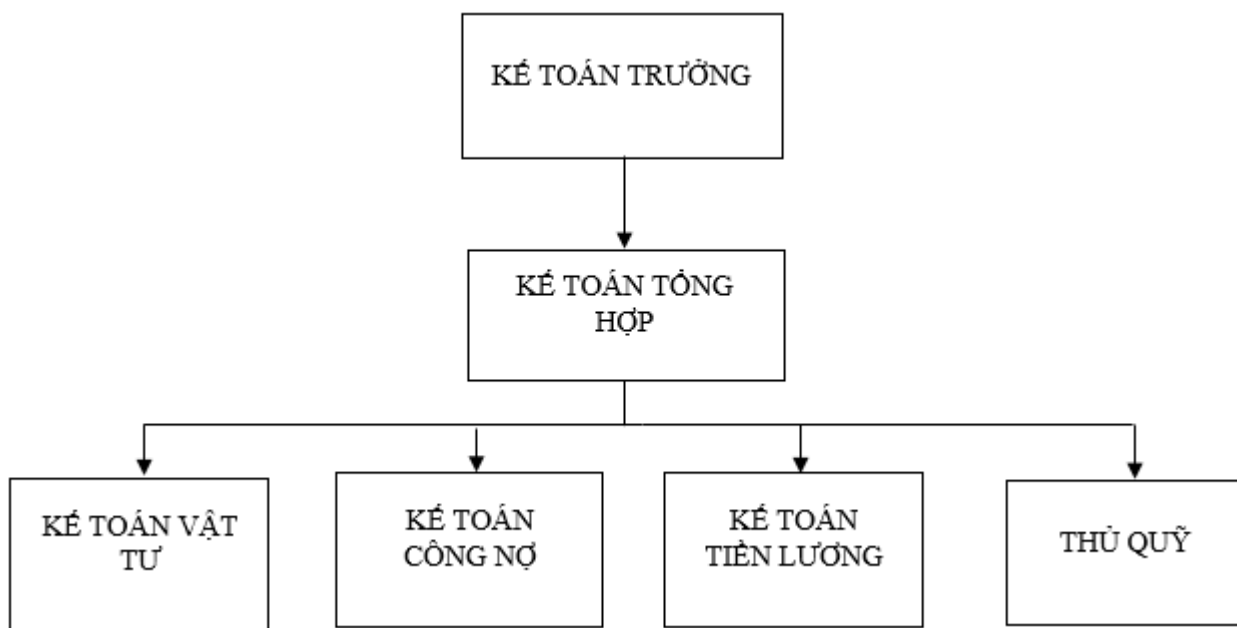 KẾ TOÁN TRƯỞNG
KẾ TOÁN TỔNG
HỢP
KẾ TOÁN VẬT
TƯ
KẾ TOÁN
CÔNG NỢ
KẾ TOÁN
TIỀN LƯƠNG
THỦ QUỸ